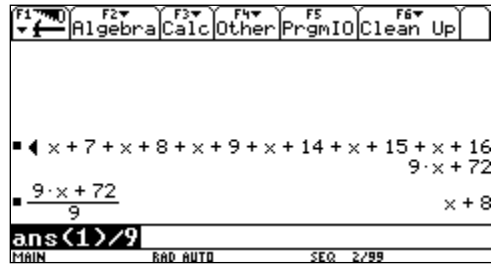 F1 F2 F3 F4 F5 F6
Algebra Calc Other PrgmIO Clean Up
x + 7 + x + 8 + x + 9 + x + 14 + x + 15 + x + 16
9·x + 72
9·x + 72
9
x + 8
ans(1)/9
MAIN RAD AUTO SEQ 2/99